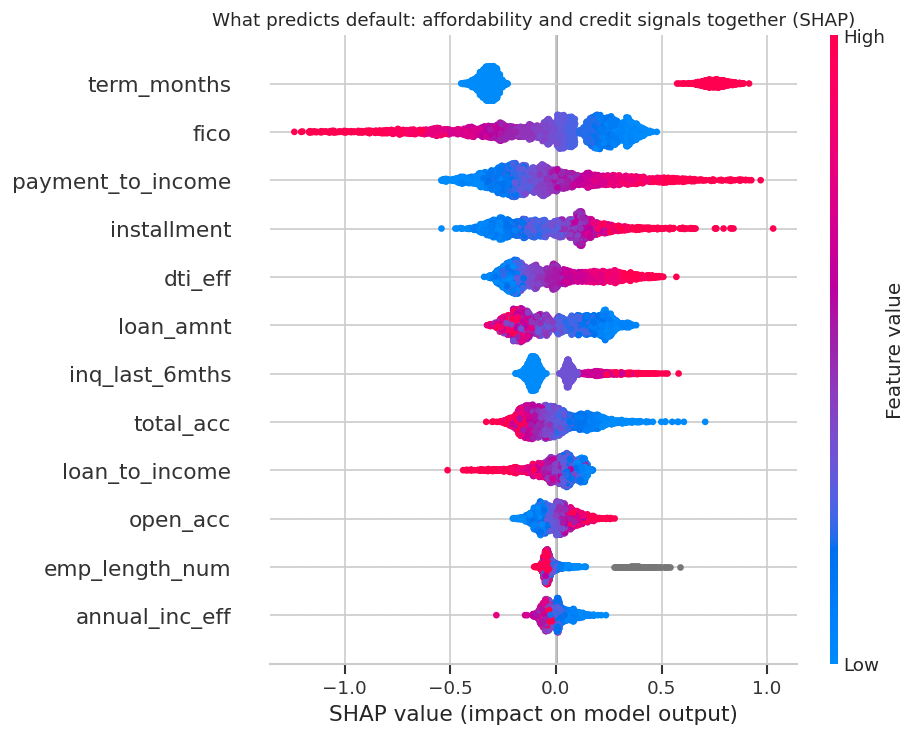 What predicts default: affordability and credit signals together (SHAP)
High
term_months
fico
payment_to_income
installment
dti_eff
loan_amnt
inq_last_6mths
total_acc
loan_to_income
open_acc
emp_length_num
annual_inc_eff
Feature value
Low
−1.0 −0.5 0.0 0.5 1.0
SHAP value (impact on model output)